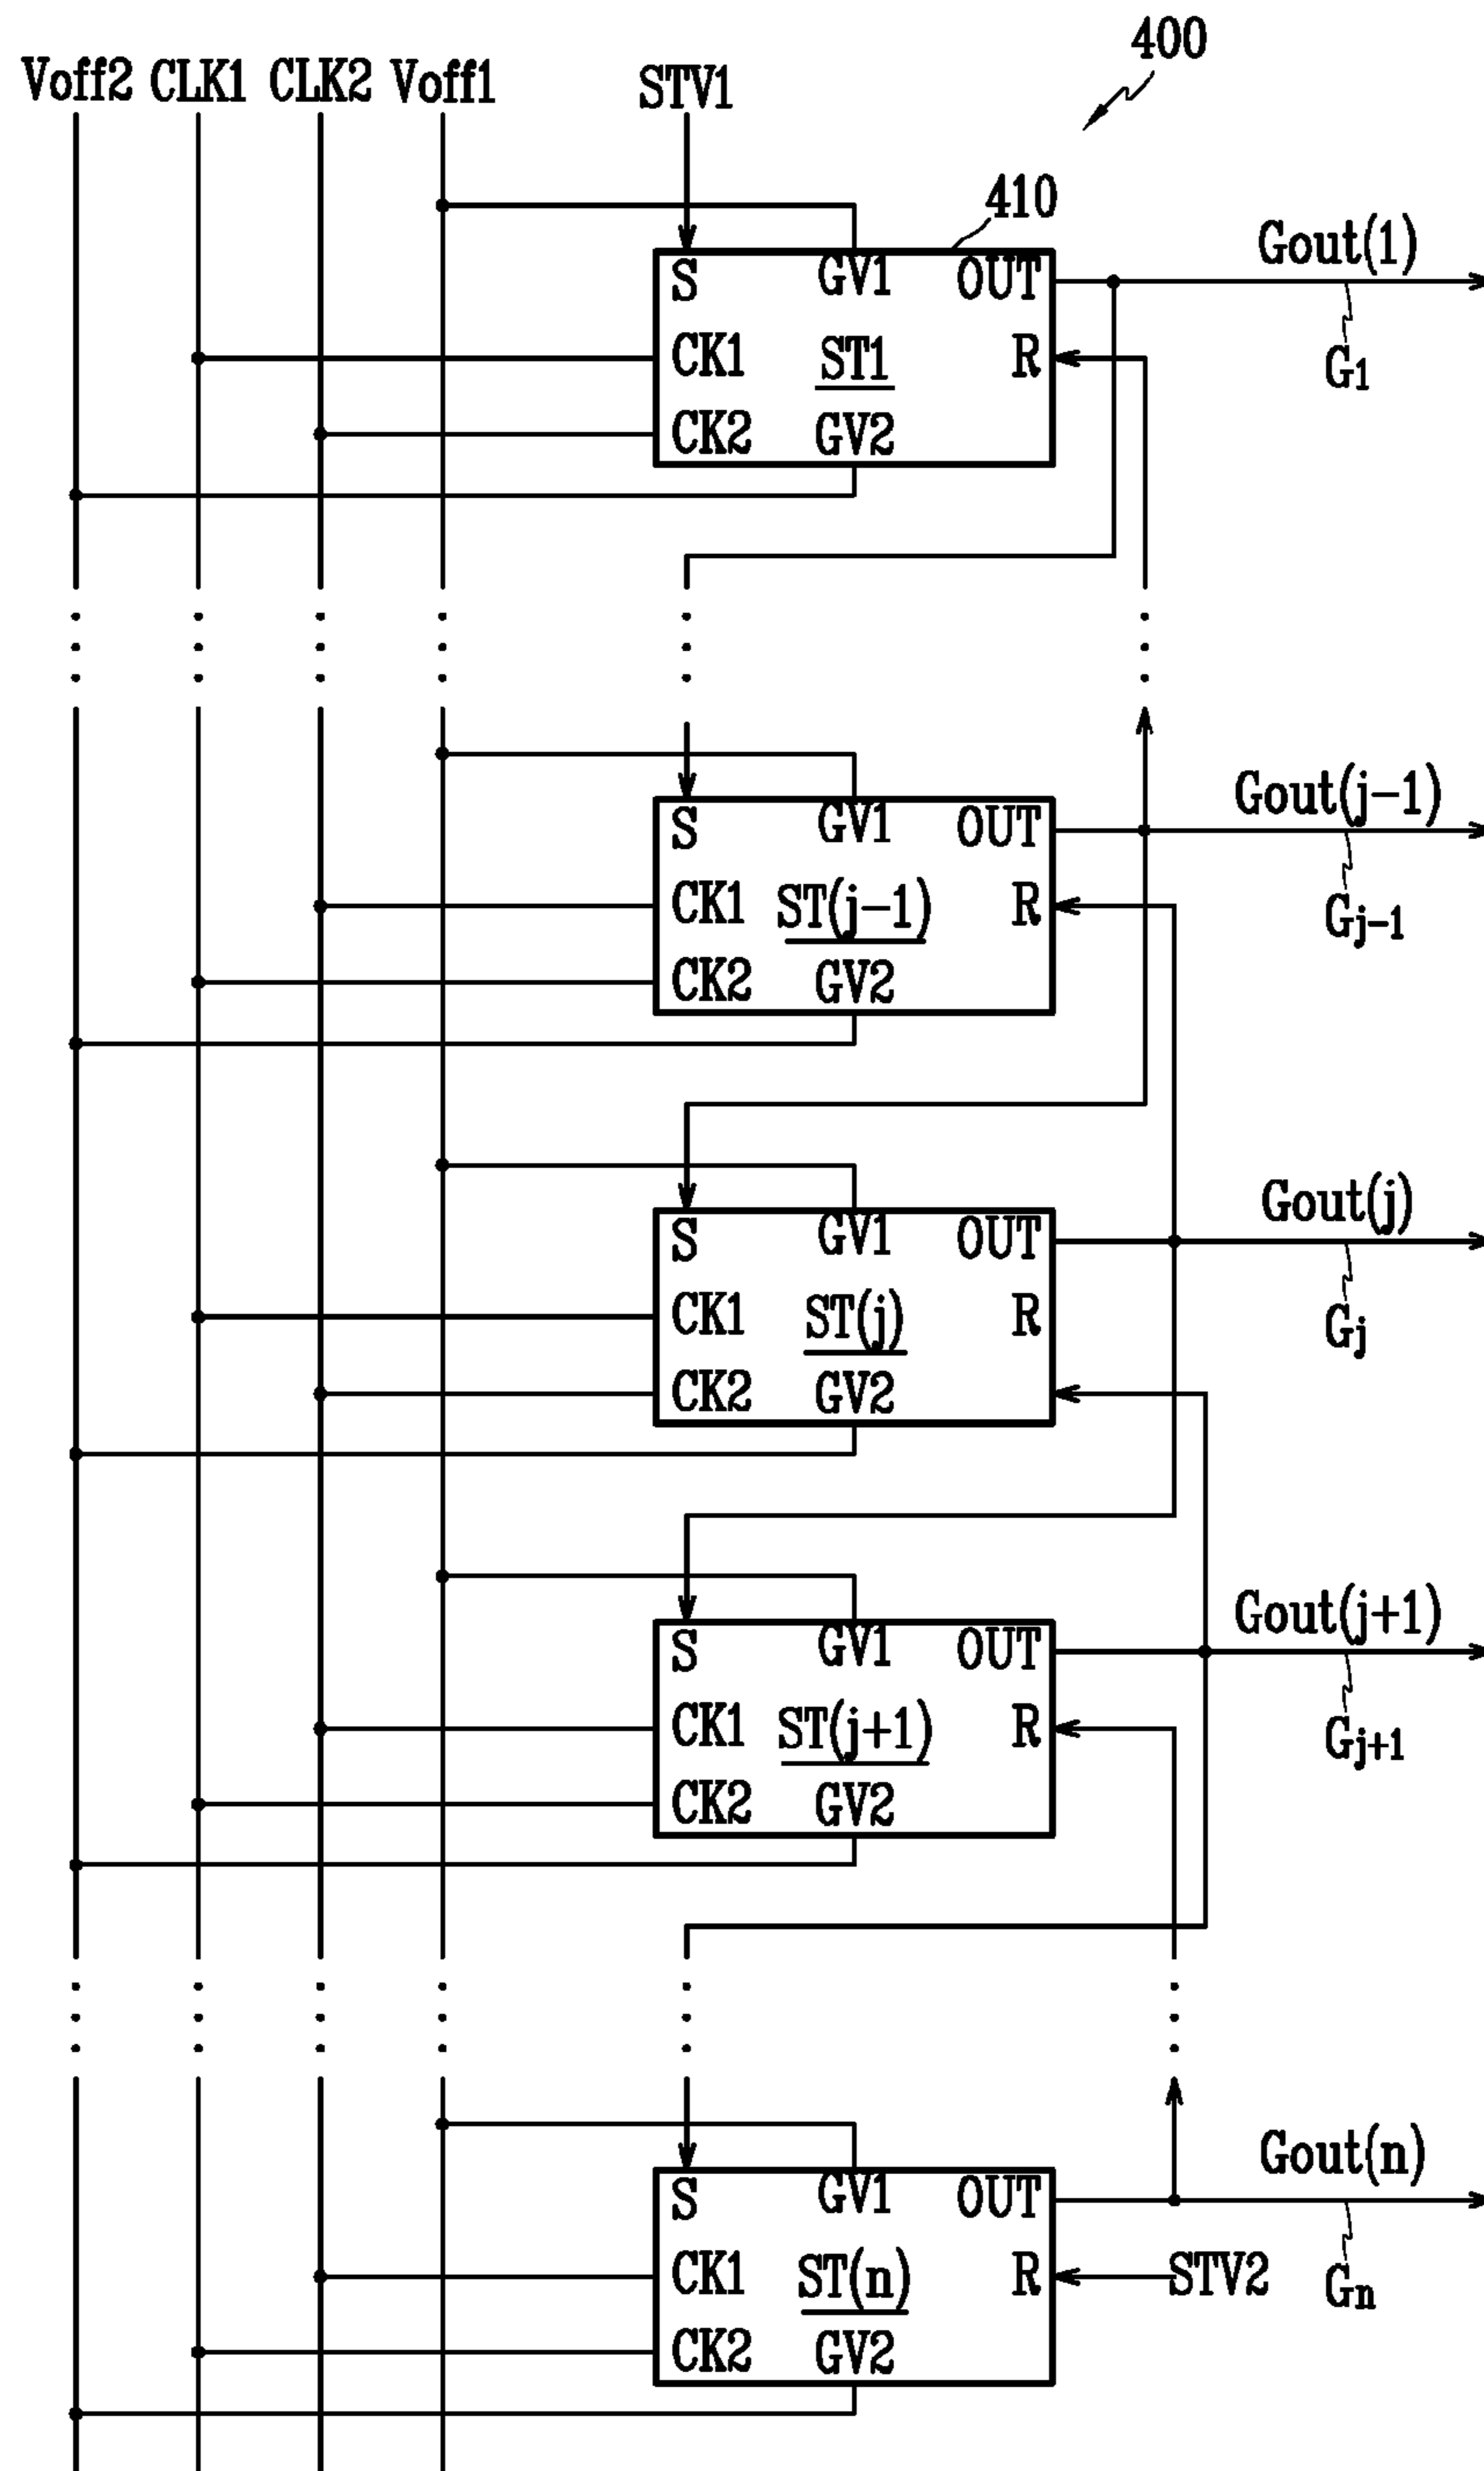 400
Voff2 CLK1 CLK2 Voff1 STV1
410
Gout(1)
S GV1 OUT
CK1 ST1 R
G1
CK2 GV2
Gout(j-1)
S GV1 OUT
CK1 ST(j-1) R
Gj-1
CK2 GV2
Gout(j)
S GV1 OUT
CK1 ST(j) R
Gj
CK2 GV2
Gout(j+1)
S GV1 OUT
CK1 ST(j+1) R
Gj+1
CK2 GV2
Gout(n)
S GV1 OUT
CK1 ST(n) R STV2
Gn
CK2 GV2